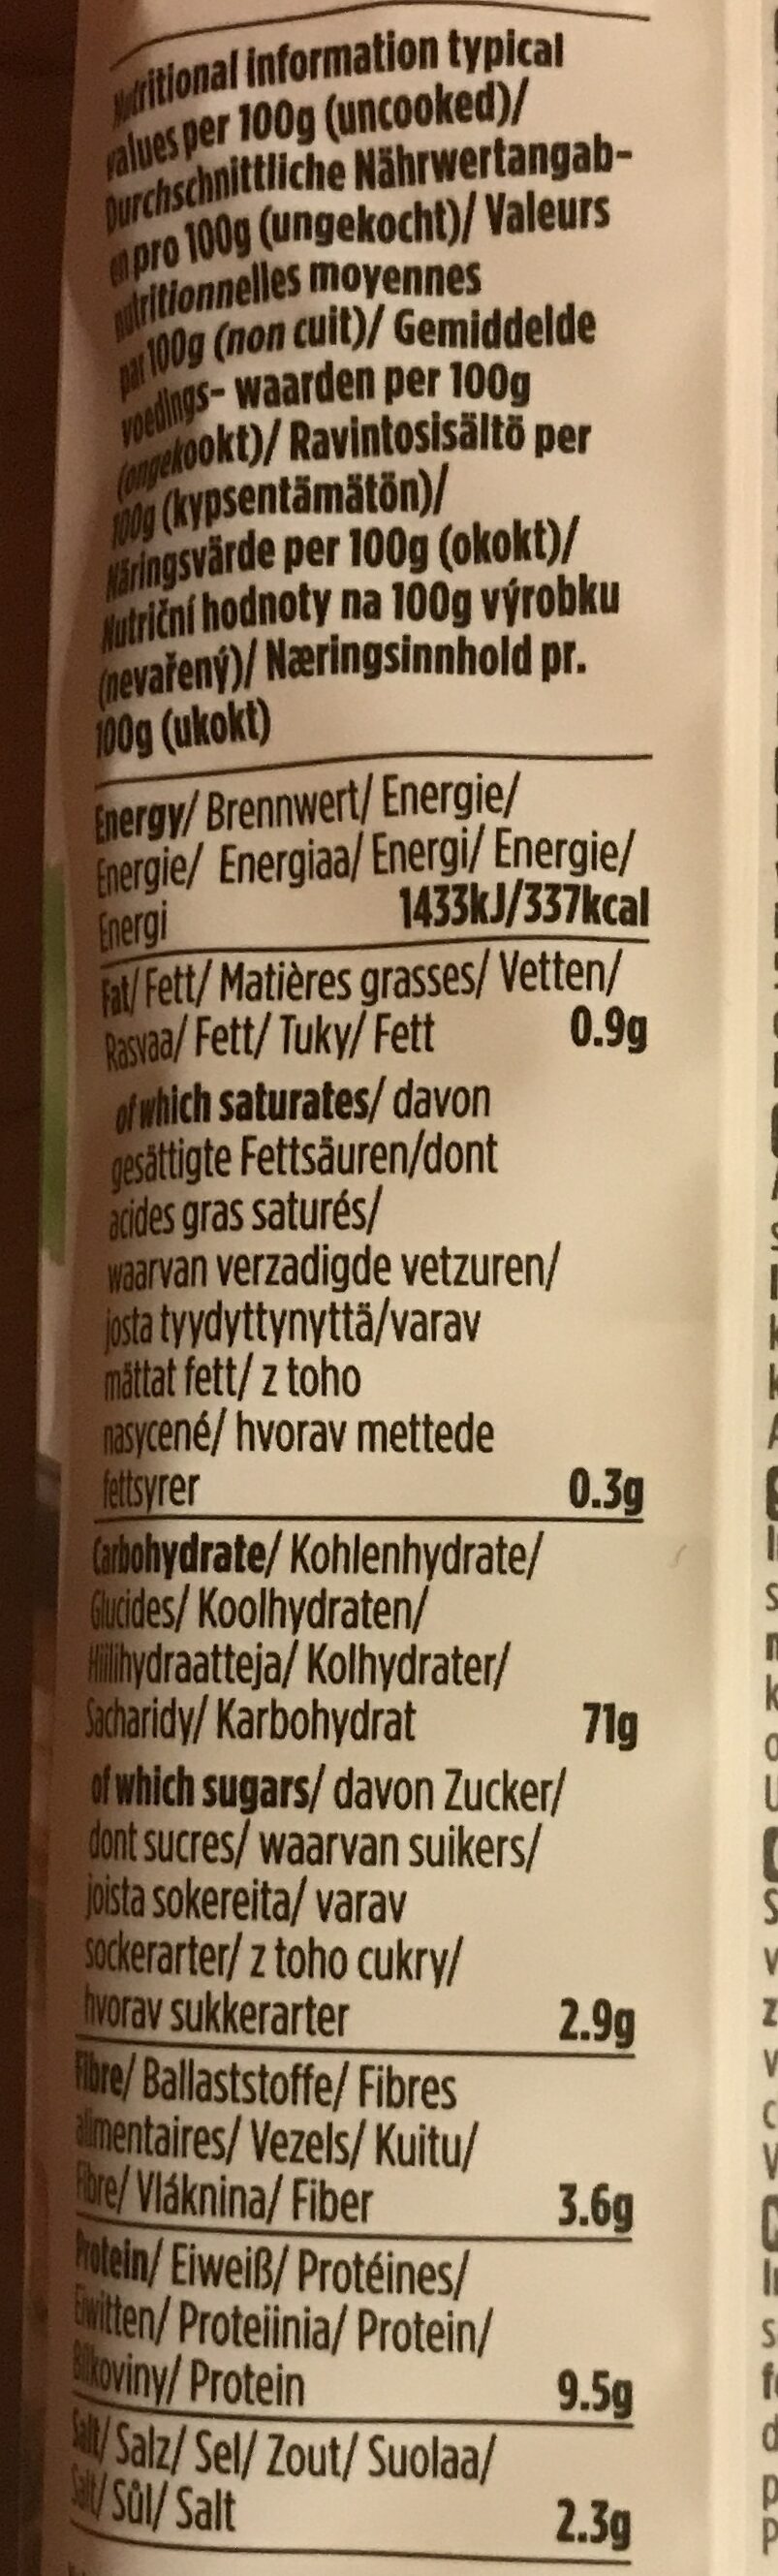 Nutritional information typical
values per 100g (uncooked)/
Durchschnittliche Nährwertangab-
en pro 100g (ungekocht)/ Valeurs
nutritionnelles moyennes
par 100g (non cuit)/ Gemiddelde
voedings- waarden per 100g
(ongekookt)/ Ravintosisältö per
100g (kypsentämätön)/
Näringsvärde per 100g (okokt)/
Nutriční hodnoty na 100g výrobku
(nevařený)/ Næringsinnhold pr.
100g (ukokt)
Energy/ Brennwert/ Energie/
Energie/ Energiaa/ Energi/ Energie/
Energi 1433kJ/337kcal
Fat/ Fett/ Matières grasses/ Vetten/
Rasvaa/ Fett/ Tuky/ Fett 0.9g
of which saturates/ davon
gesättigte Fettsäuren/dont
acides gras saturés/
waarvan verzadigde vetzuren/
josta tyydyttynyttä/varav
mättat fett/ z toho
nasycené/ hvorav mettede
fettsyrer 0.3g
Carbohydrate/ Kohlenhydrate/
Glucides/ Koolhydraten/
Hiilihydraatteja/ Kolhydrater/
Sacharidy/ Karbohydrat 71g
of which sugars/ davon Zucker/
dont sucres/ waarvan suikers/
joista sokereita/ varav
sockerarter/ z toho cukry/
hvorav sukkerarter 2.9g
Fibre/ Ballaststoffe/ Fibres
alimentaires/ Vezels/ Kuitu/
Fibre/ Vláknina/ Fiber 3.6g
Protein/ Eiweiß/ Protéines/
Eiwitten/ Proteiinia/ Protein/
Bílkoviny/ Protein 9.5g
Salt/ Salz/ Sel/ Zout/ Suolaa/
Salt/ Sůl/ Salt 2.3g